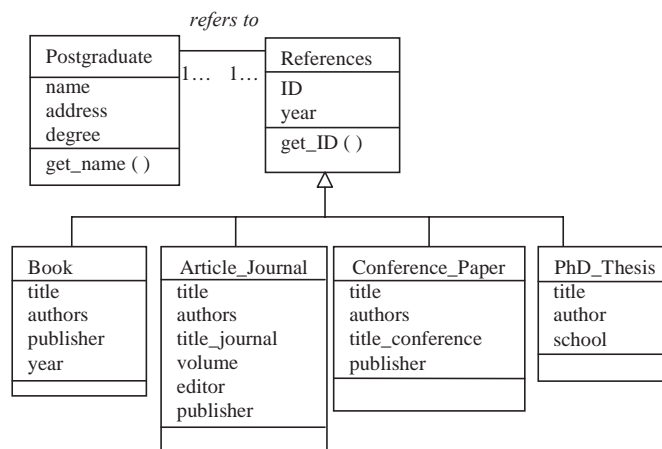 refers to
Postgraduate
name
address
degree
get_name ( )
1… 1…
References
ID
year
get_ID ( )
Book
title
authors
publisher
year
Article_Journal
title
authors
title_journal
volume
editor
publisher
Conference_Paper
title
authors
title_conference
publisher
PhD_Thesis
title
author
school